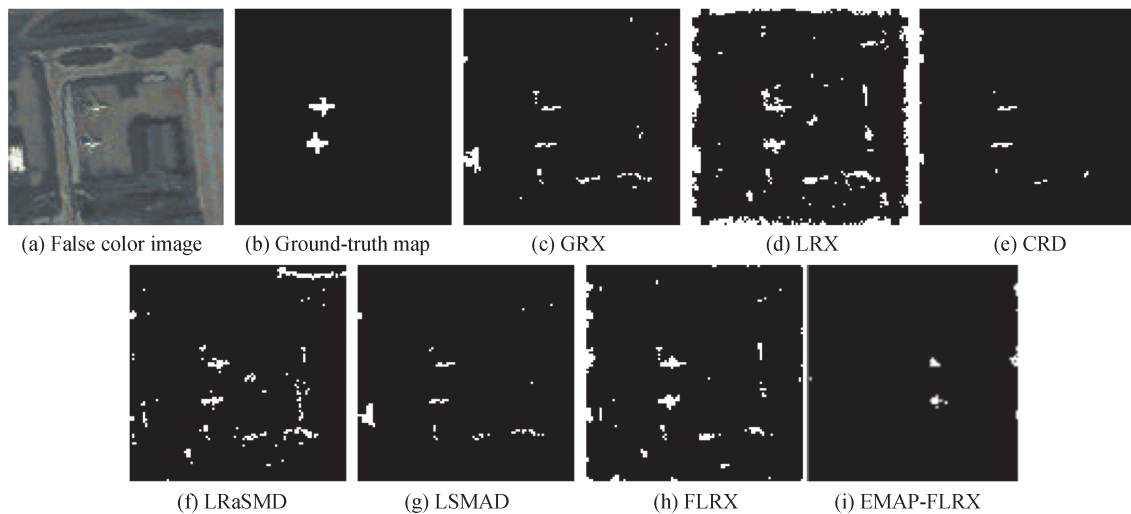 (a) False color image
(b) Ground-truth map
(c) GRX
(d) LRX
(e) CRD
(f) LRaSMD
(g) LSMAD
(h) FLRX
(i) EMAP-FLRX